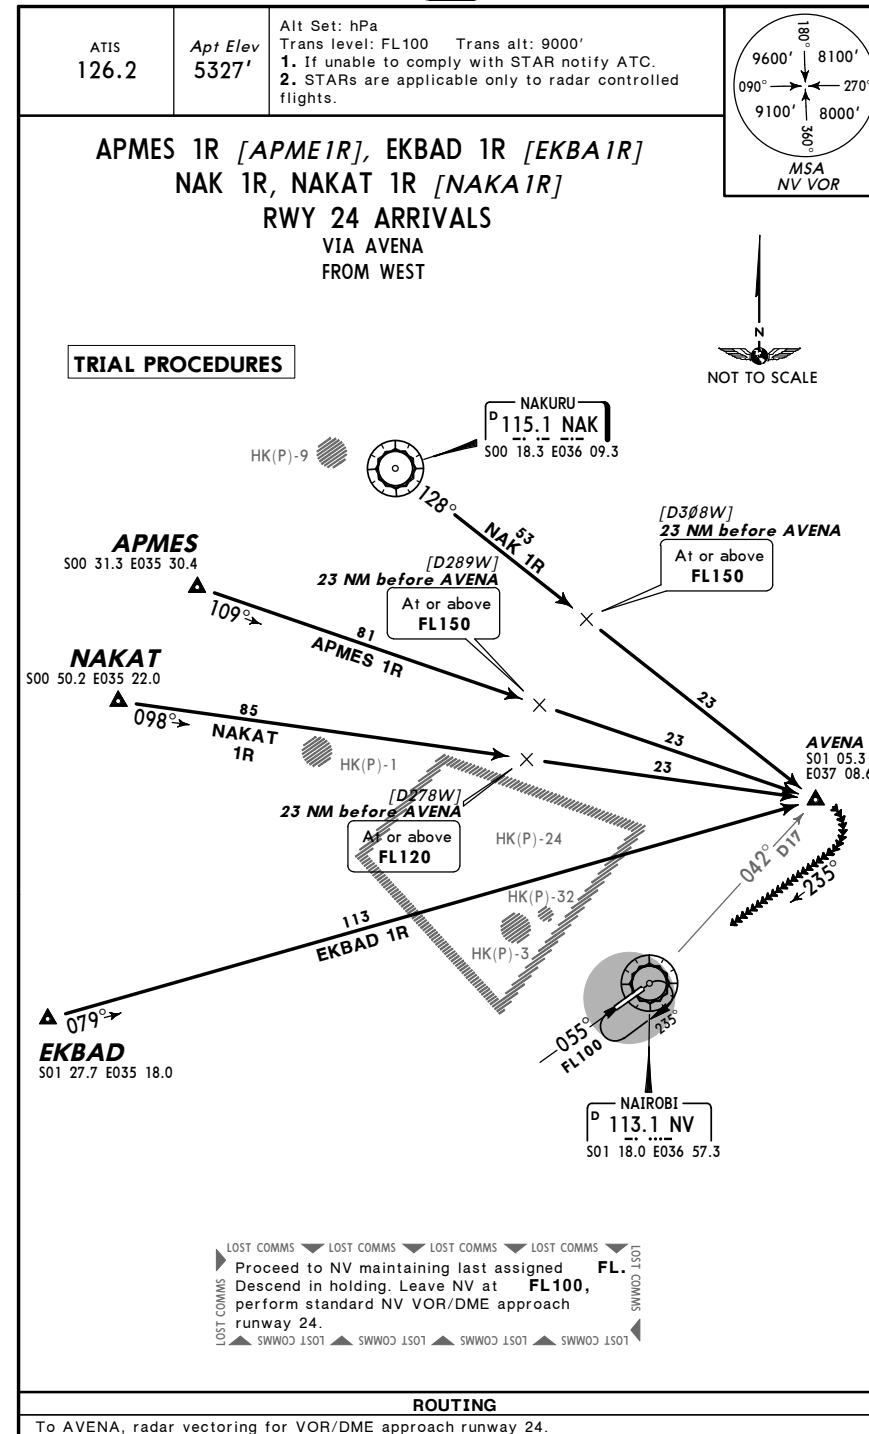 ATIS
126.2
Apt Elev
5327'
Alt Set: hPa
Trans level: FL100 Trans alt: 9000'
1. If unable to comply with STAR notify ATC.
2. STARs are applicable only to radar controlled
flights.
180°
9600' 8100'
090° 270°
9100' 8000'
360°
MSA
NV VOR
APMES 1R [APME1R], EKBAD 1R [EKBA1R]
NAK 1R, NAKAT 1R [NAKA1R]
RWY 24 ARRIVALS
VIA AVENA
FROM WEST
N
NOT TO SCALE
TRIAL PROCEDURES
NAKURU
D 115.1 NAK
S00 18.3 E036 09.3
HK(P)-9
128°
53
NAK 1R
[D3Ø8W]
23 NM before AVENA
At or above
FL150
APMES
S00 31.3 E035 30.4
109°
81
APMES 1R
[D289W]
23 NM before AVENA
At or above
FL150
NAKAT
S00 50.2 E035 22.0
098°
85
NAKAT
1R
HK(P)-1
23
23
23
AVENA
S01 05.3
E037 08.6
[D278W]
23 NM before AVENA
At or above
FL120
HK(P)-24
HK(P)-32
HK(P)-3
042°
D17
235°
113
EKBAD 1R
079°
EKBAD
S01 27.7 E035 18.0
055°
FL100
235°
NAIROBI
D 113.1 NV
S01 18.0 E036 57.3
LOST COMMS LOST COMMS LOST COMMS LOST COMMS
LOST COMMS
Proceed to NV maintaining last assigned FL.
Descend in holding. Leave NV at FL100,
perform standard NV VOR/DME approach
runway 24.
LOST COMMS
LOST COMMS LOST COMMS LOST COMMS LOST COMMS
ROUTING
To AVENA, radar vectoring for VOR/DME approach runway 24.